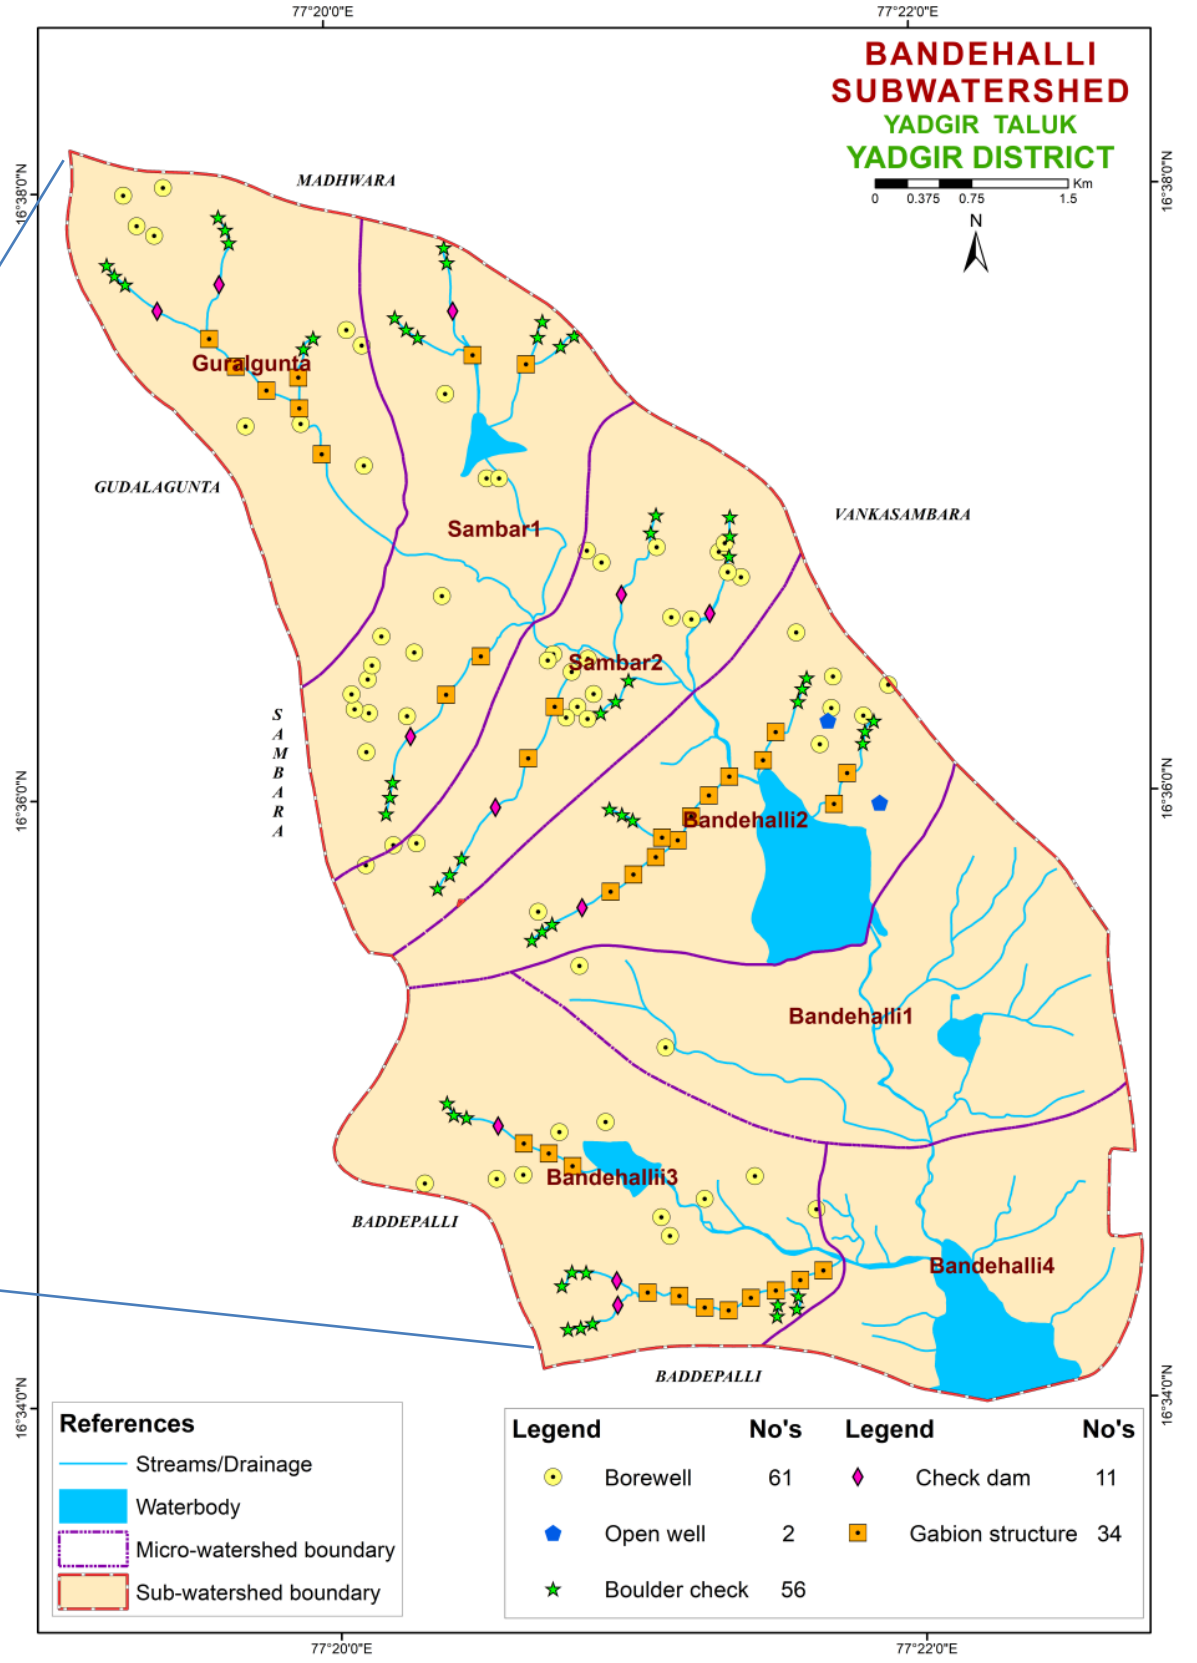 77°20'0"E
77°22'0"E
BANDEHALLI
SUBWATERSHED
YADGIR TALUK
YADGIR DISTRICT
Km
0 0.375 0.75 1.5
N
16°38'0"N
16°38'0"N
MADHWARA
Guralgunta
GUDALAGUNTA
Sambar1
VANKASAMBARA
Sambar2
SAMBARA
16°36'0"N
16°36'0"N
Bandehalli2
Bandehalli1
Bandehallii3
BADDEPALLI
Bandehalli4
BADDEPALLI
16°34'0"N
16°34'0"N
References
Streams/Drainage
Waterbody
Micro-watershed boundary
Sub-watershed boundary
Legend No's Legend No's
Borewell 61 Check dam 11
Open well 2 Gabion structure 34
Boulder check 56
77°20'0"E
77°22'0"E